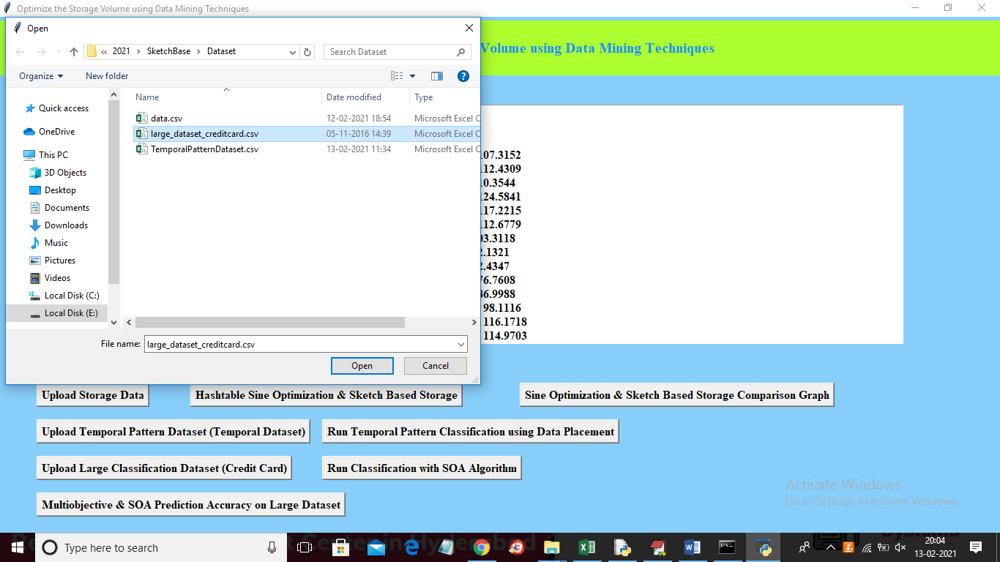 Optimize the Storage Volume using Data Mining Techniques
Open
Volume using Data Mining Techniques
« 2021 › SketchBase › Dataset
Search Dataset
Organize
New folder
Quick access
OneDrive
This PC
3D Objects
Desktop
Documents
Downloads
Music
Pictures
Videos
Local Disk (C:)
Local Disk (E:)
Name Date modified Type
data.csv 12-02-2021 18:54 Microsoft Excel C
large_dataset_creditcard.csv 05-11-2016 14:39 Microsoft Excel C
TemporalPatternDataset.csv 13-02-2021 11:34 Microsoft Excel C
07.3152
12.4309
0.3544
24.5841
17.2215
12.6779
3.3118
.1321
.4347
6.7608
6.9988
98.1116
116.1718
114.9703
File name: large_dataset_creditcard.csv
Open Cancel
Upload Storage Data
Hashtable Sine Optimization & Sketch Based Storage
Sine Optimization & Sketch Based Storage Comparison Graph
Upload Temporal Pattern Dataset (Temporal Dataset)
Run Temporal Pattern Classification using Data Placement
Upload Large Classification Dataset (Credit Card)
Run Classification with SOA Algorithm
Multiobjective & SOA Prediction Accuracy on Large Dataset
Activate Windows
Go to Settings to activate Windows.
Type here to search
20:04
13-02-2021